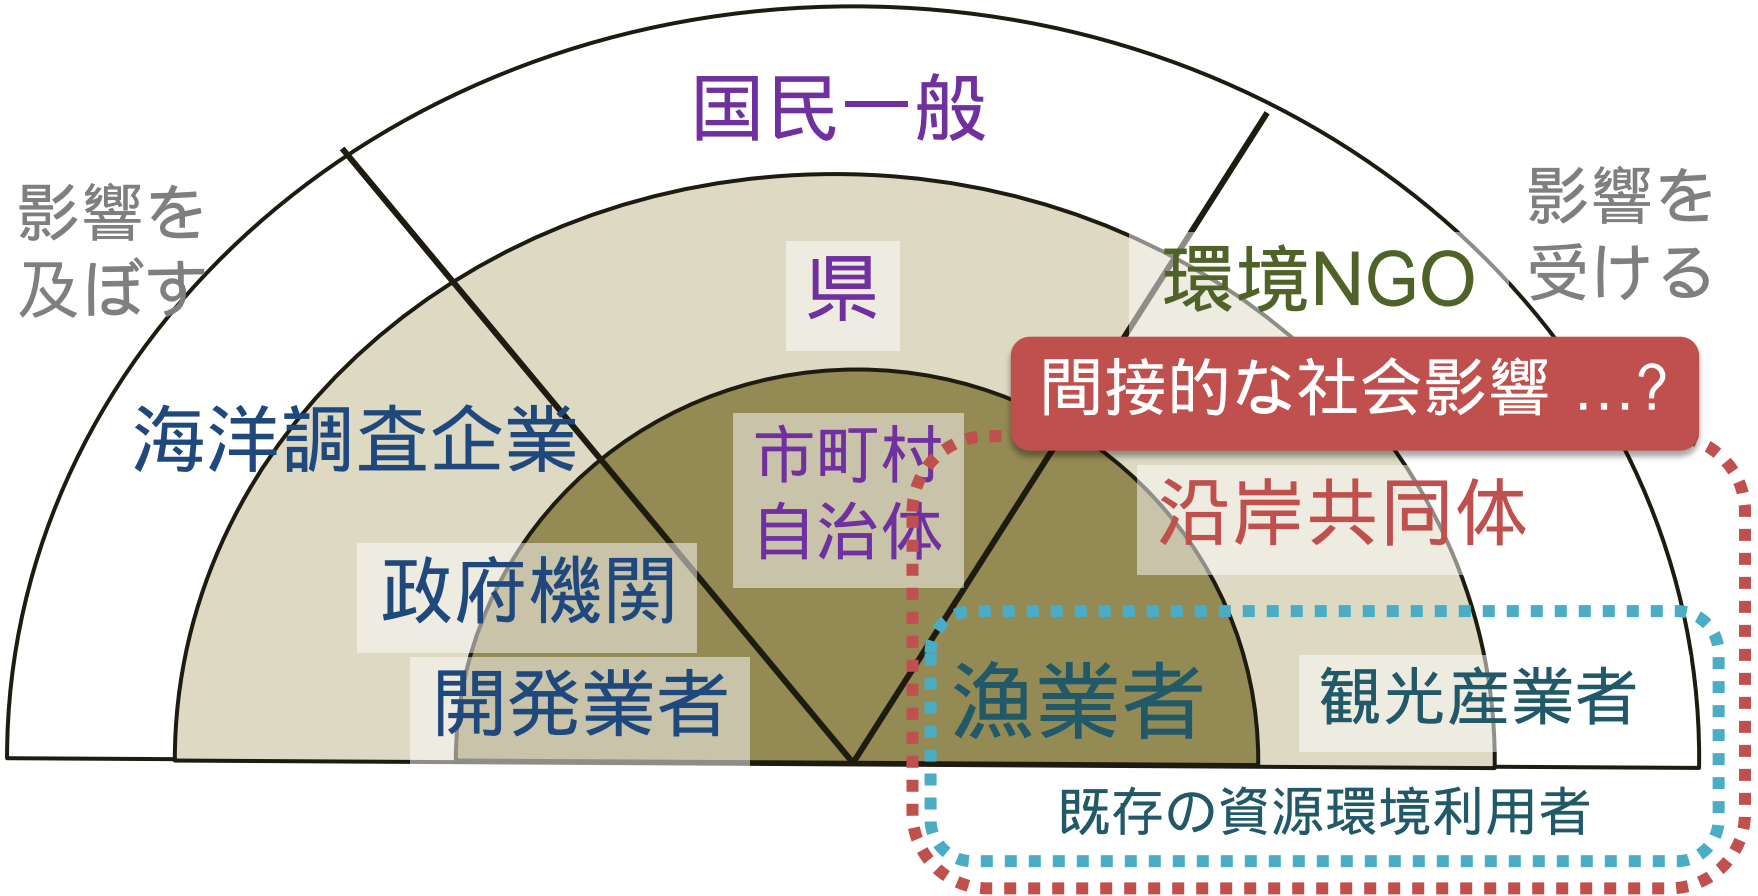 国民一般
影響を
及ぼす
影響を
受ける
県
環境NGO
間接的な社会影響 …?
海洋調査企業
市町村
自治体
沿岸共同体
政府機関
開発業者
漁業者
観光産業者
既存の資源環境利用者